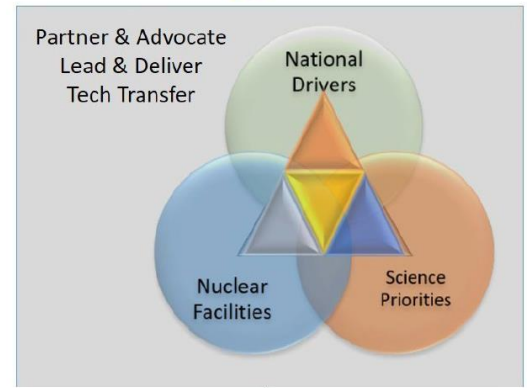 Partner & Advocate
Lead & Deliver
Tech Transfer
National
Drivers
Nuclear
Facilities
Science
Priorities